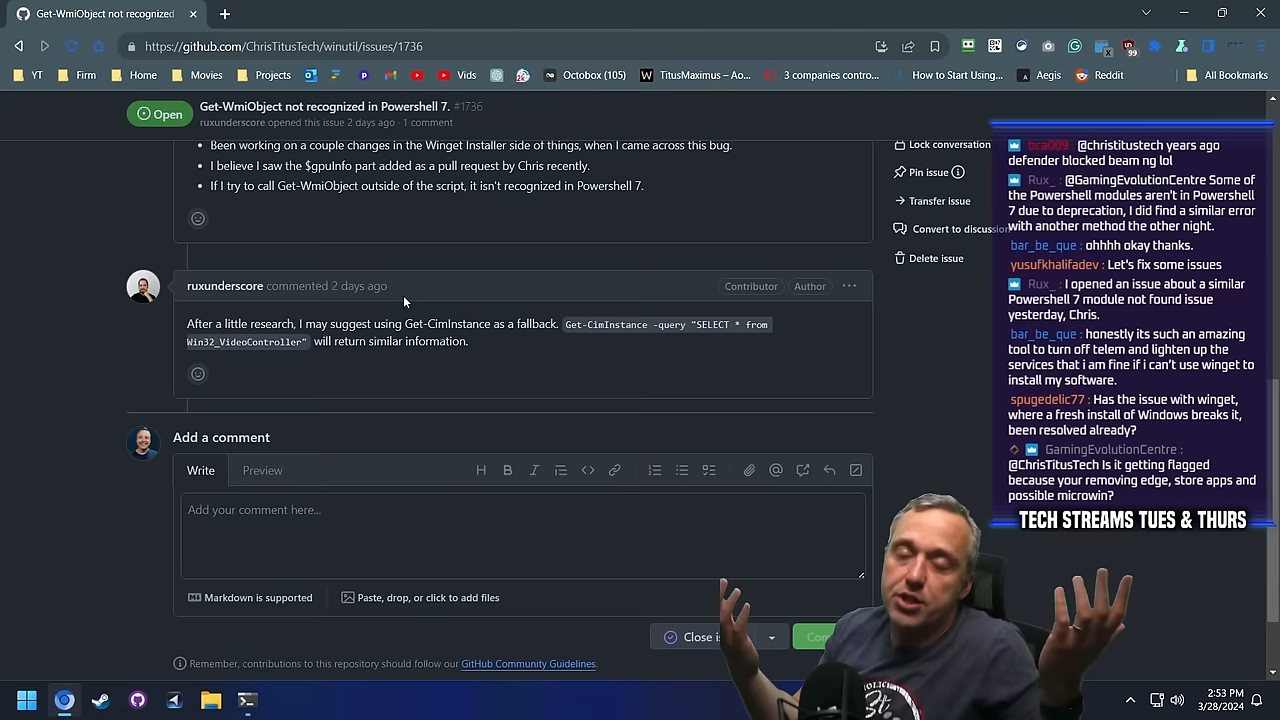 Get-WmiObject not recognized
https://github.com/ChrisTitusTech/winutil/issues/1736
YT
Firm
Home
Movies
Projects
Vids
Octobox (105)
TitusMaximus – Ao...
3 companies contro...
How to Start Using...
Aegis
Reddit
All Bookmarks
Open
Get-WmiObject not recognized in Powershell 7. #1736
ruxunderscore opened this issue 2 days ago · 1 comment
• Been working on a couple changes in the Winget Installer side of things, when I came across this bug.
• I believe I saw the $gpuInfo part added as a pull request by Chris recently.
• If I try to call Get-WmiObject outside of the script, it isn't recognized in Powershell 7.
Lock conversation
Pin issue
Transfer issue
Convert to discussion
Delete issue
ruxunderscore commented 2 days ago
Contributor
Author
After a little research, I may suggest using Get-CimInstance as a fallback. Get-CimInstance -query "SELECT * from
Win32_VideoController" will return similar information.
Add a comment
Write
Preview
Add your comment here...
Markdown is supported
Paste, drop, or click to add files
Close is
Co
Remember, contributions to this repository should follow our GitHub Community Guidelines.
bca009 @christitustech years ago
defender blocked beam ng lol
Rux_ : @GamingEvolutionCentre Some of
the Powershell modules aren't in Powershell
7 due to deprecation, I did find a similar error
with another method the other night.
bar_be_que : ohhhh okay thanks.
yusufkhalifadev : Let's fix some issues
Rux_ : I opened an issue about a similar
Powershell 7 module not found issue
yesterday, Chris.
bar_be_que : honestly its such an amazing
tool to turn off telem and lighten up the
services that i am fine if i can't use winget to
install my software.
spugedelic77 : Has the issue with winget,
where a fresh install of Windows breaks it,
been resolved already?
GamingEvolutionCentre :
@ChrisTitusTech Is it getting flagged
because your removing edge, store apps and
possible microwin?
TECH STREAMS TUES & THURS
2:53 PM
3/28/2024